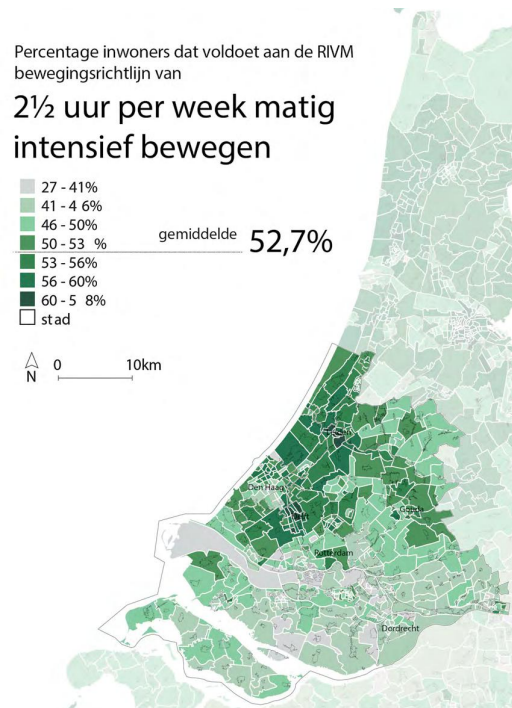 Percentage inwoners dat voldoet aan de RIVM
bewegingsrichtlijn van
2½ uur per week matig
intensief bewegen
27 - 41%
41 - 4 6%
46 - 50%
50 - 53 %
gemiddelde 52,7%
53 - 56%
56 - 60%
60 - 5 8%
stad
N
0 10km
Den Haag
Gouda
Rotterdam
Dordrecht